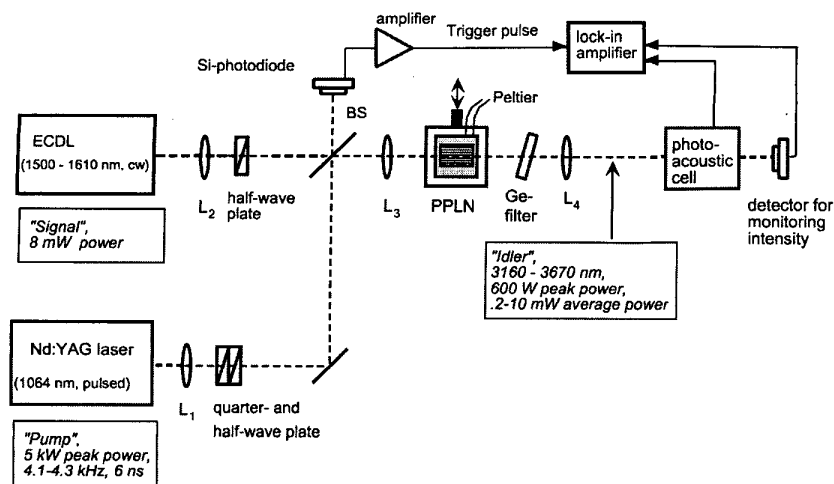 amplifier
Trigger pulse
lock-in
amplifier
Si-photodiode
BS
Peltier
ECDL
(1500 - 1610 nm, cw)
L2
half-wave
plate
L3
PPLN
Ge-
filter
L4
photo-
acoustic
cell
detector for
monitoring
intensity
"Signal",
8 mW power
"Idler",
3160 - 3670 nm,
600 W peak power,
.2-10 mW average power
Nd:YAG laser
(1064 nm, pulsed)
L1
quarter- and
half-wave plate
"Pump",
5 kW peak power,
4.1-4.3 kHz, 6 ns